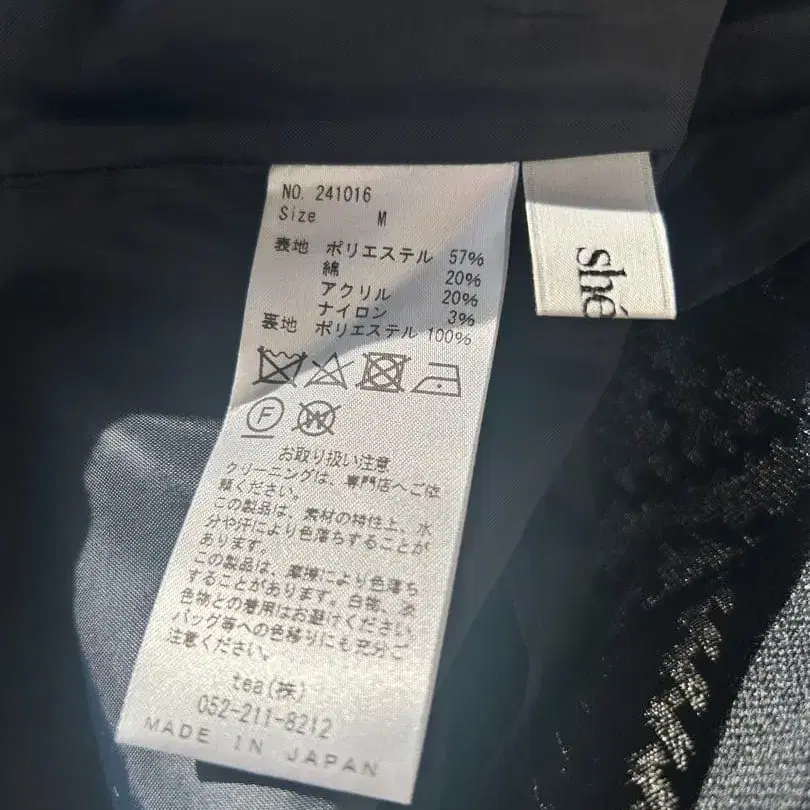 NO. 241016
Size M
表地 ポリエステル 57%
綿 20%
アクリル 20%
ナイロン 3%
裏地 ポリエステル 100%
F
W
お取り扱い注意
クリーニングは、専門店へご依
頼ください。
この製品は、素材の特性上、水
分や汗により色落ちすることが
あります。
この製品は、摩擦により色落ち
することがあります。白物、淡
色物との着用はお避けください。
バッグ等への色移りにも充分ご
注意ください。
tea(株)
052-211-8212
MADE IN JAPAN
shé